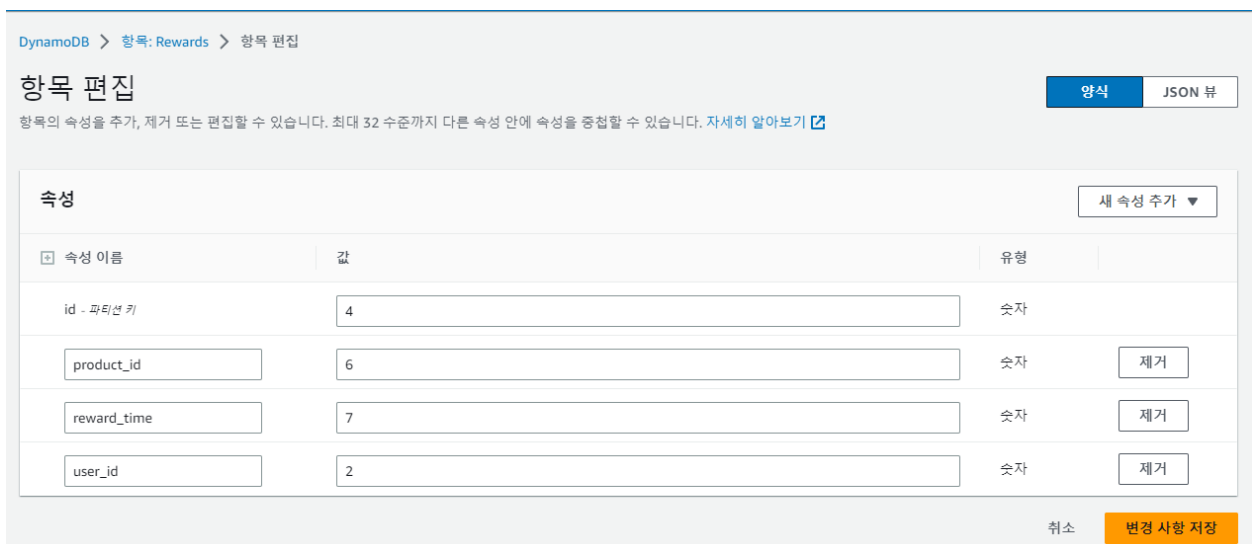 DynamoDB > 항목: Rewards > 항목 편집
항목 편집
양식 JSON 뷰
항목의 속성을 추가, 제거 또는 편집할 수 있습니다. 최대 32 수준까지 다른 속성 안에 속성을 중첩할 수 있습니다. 자세히 알아보기
속성
새 속성 추가 ▼
속성 이름 값 유형
id - 파티션 키 4 숫자
product_id 6 숫자 제거
reward_time 7 숫자 제거
user_id 2 숫자 제거
취소 변경 사항 저장